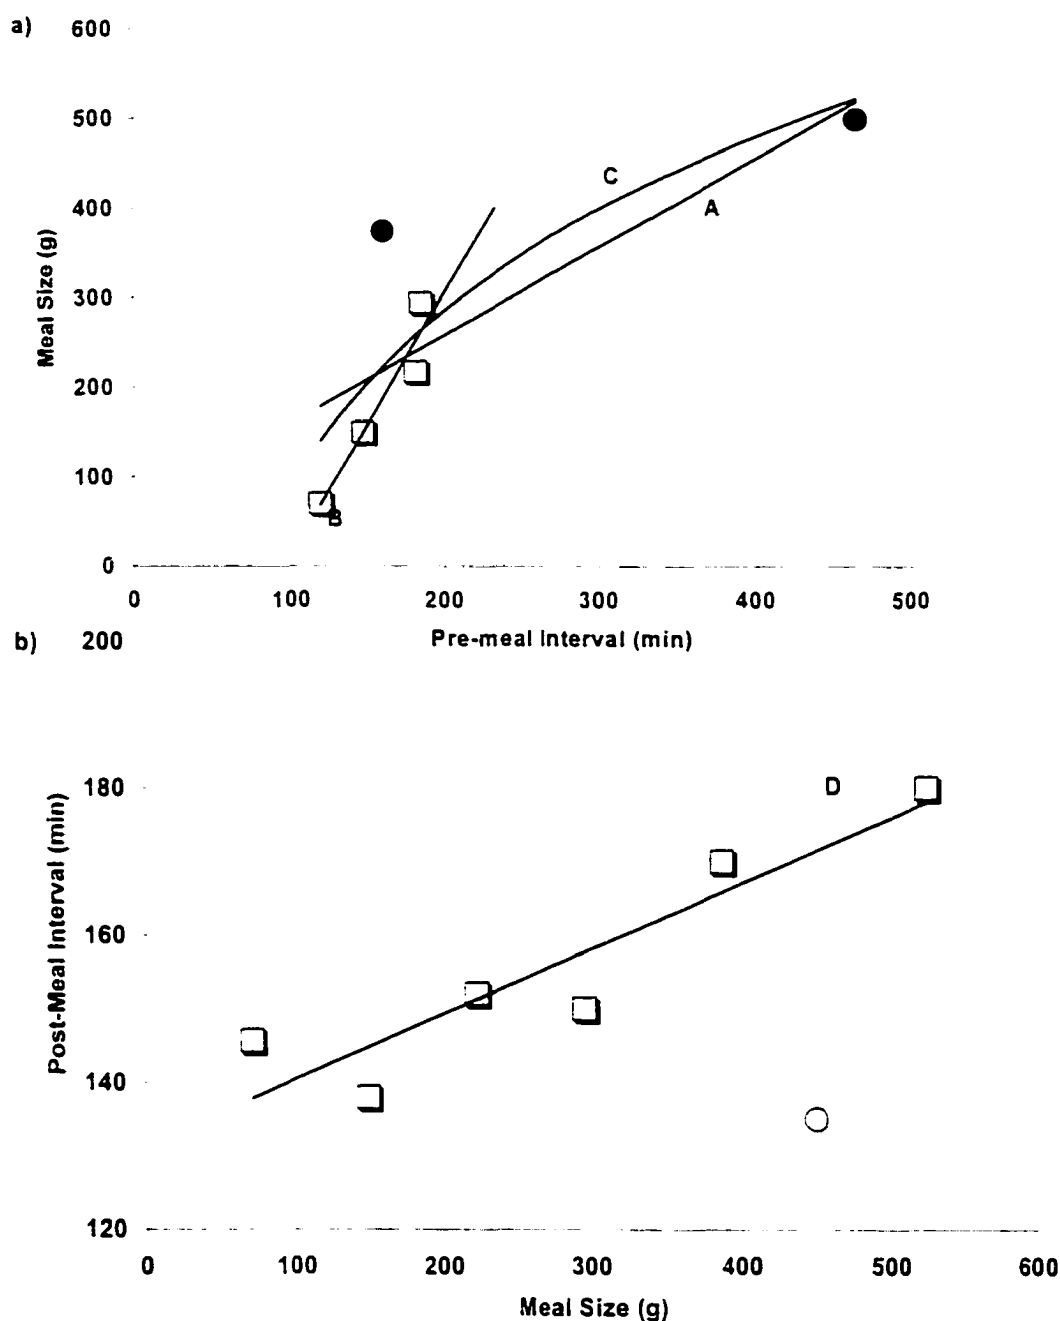 a) 600
500
400
300
200
100
0
Meal Size (g)
C
A
B
0 100 200 300 400 500
Pre-meal Interval (min)
b) 200
180
160
140
120
Post-Meal Interval (min)
D
0 100 200 300 400 500 600
Meal Size (g)